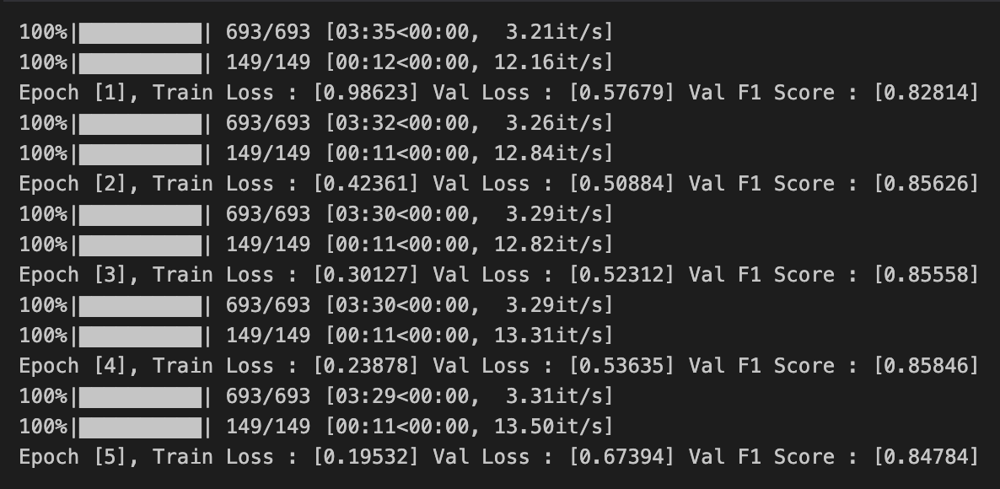 100%|██████████| 693/693 [03:35<00:00,  3.21it/s]
100%|██████████| 149/149 [00:12<00:00, 12.16it/s]
Epoch [1], Train Loss : [0.98623] Val Loss : [0.57679] Val F1 Score : [0.82814]
100%|██████████| 693/693 [03:32<00:00,  3.26it/s]
100%|██████████| 149/149 [00:11<00:00, 12.84it/s]
Epoch [2], Train Loss : [0.42361] Val Loss : [0.50884] Val F1 Score : [0.85626]
100%|██████████| 693/693 [03:30<00:00,  3.29it/s]
100%|██████████| 149/149 [00:11<00:00, 12.82it/s]
Epoch [3], Train Loss : [0.30127] Val Loss : [0.52312] Val F1 Score : [0.85558]
100%|██████████| 693/693 [03:30<00:00,  3.29it/s]
100%|██████████| 149/149 [00:11<00:00, 13.31it/s]
Epoch [4], Train Loss : [0.23878] Val Loss : [0.53635] Val F1 Score : [0.85846]
100%|██████████| 693/693 [03:29<00:00,  3.31it/s]
100%|██████████| 149/149 [00:11<00:00, 13.50it/s]
Epoch [5], Train Loss : [0.19532] Val Loss : [0.67394] Val F1 Score : [0.84784]